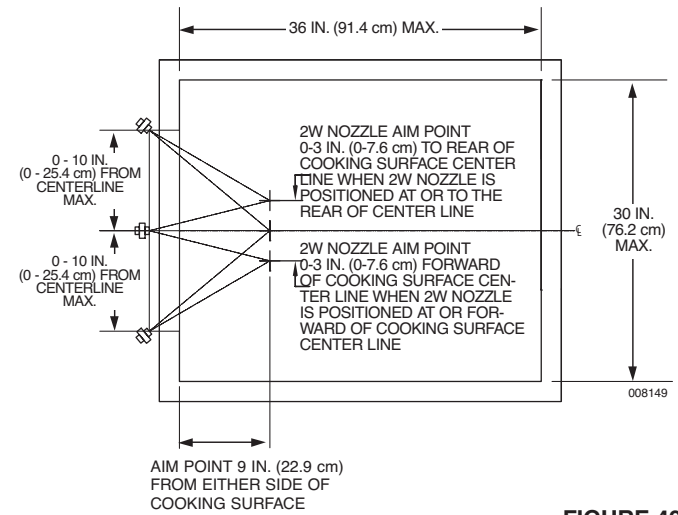 36 IN. (91.4 cm) MAX.
2W NOZZLE AIM POINT
0-3 IN. (0-7.6 cm) TO REAR OF
COOKING SURFACE CENTER
LINE WHEN 2W NOZZLE IS
POSITIONED AT OR TO THE
REAR OF CENTER LINE
0 - 10 IN.
(0 - 25.4 cm) FROM
CENTERLINE
MAX.
30 IN.
(76.2 cm)
MAX.
℄
2W NOZZLE AIM POINT
0-3 IN. (0-7.6 cm) FORWARD
OF COOKING SURFACE CEN-
TER LINE WHEN 2W NOZZLE
IS POSITIONED AT OR FOR-
WARD OF COOKING SURFACE
CENTER LINE
0 - 10 IN.
(0 - 25.4 cm) FROM
CENTERLINE
MAX.
008149
AIM POINT 9 IN. (22.9 cm)
FROM EITHER SIDE OF
COOKING SURFACE